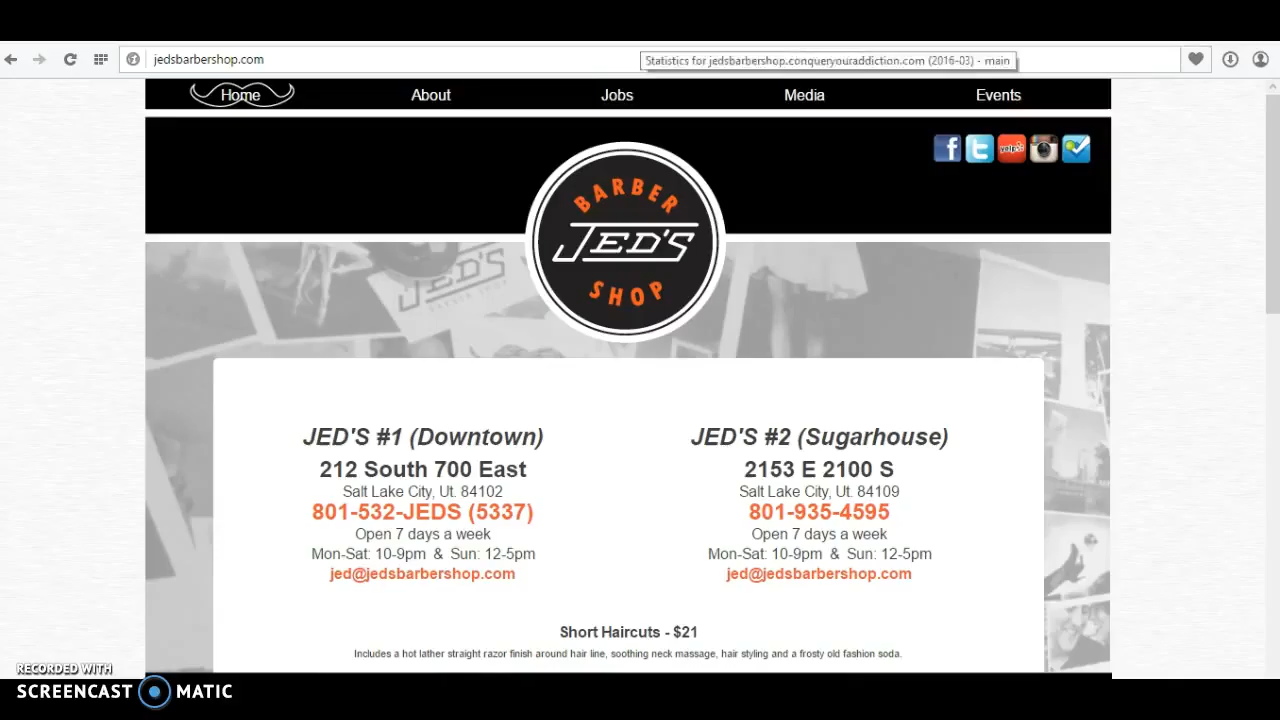 jedsbarbershop.com
Statistics for jedsbarbershop.conqueryouraddiction.com (2016-03) - main
Home
About
Jobs
Media
Events
f
t
yelp
BARBER
JED'S
SHOP
JED'S
JED'S #1 (Downtown)
212 South 700 East
Salt Lake City, Ut. 84102
801-532-JEDS (5337)
Open 7 days a week
Mon-Sat: 10-9pm & Sun: 12-5pm
jed@jedsbarbershop.com
JED'S #2 (Sugarhouse)
2153 E 2100 S
Salt Lake City, Ut. 84109
801-935-4595
Open 7 days a week
Mon-Sat: 10-9pm & Sun: 12-5pm
jed@jedsbarbershop.com
Short Haircuts - $21
Includes a hot lather straight razor finish around hair line, soothing neck massage, hair styling and a frosty old fashion soda.
RECORDED WITH
SCREENCAST MATIC